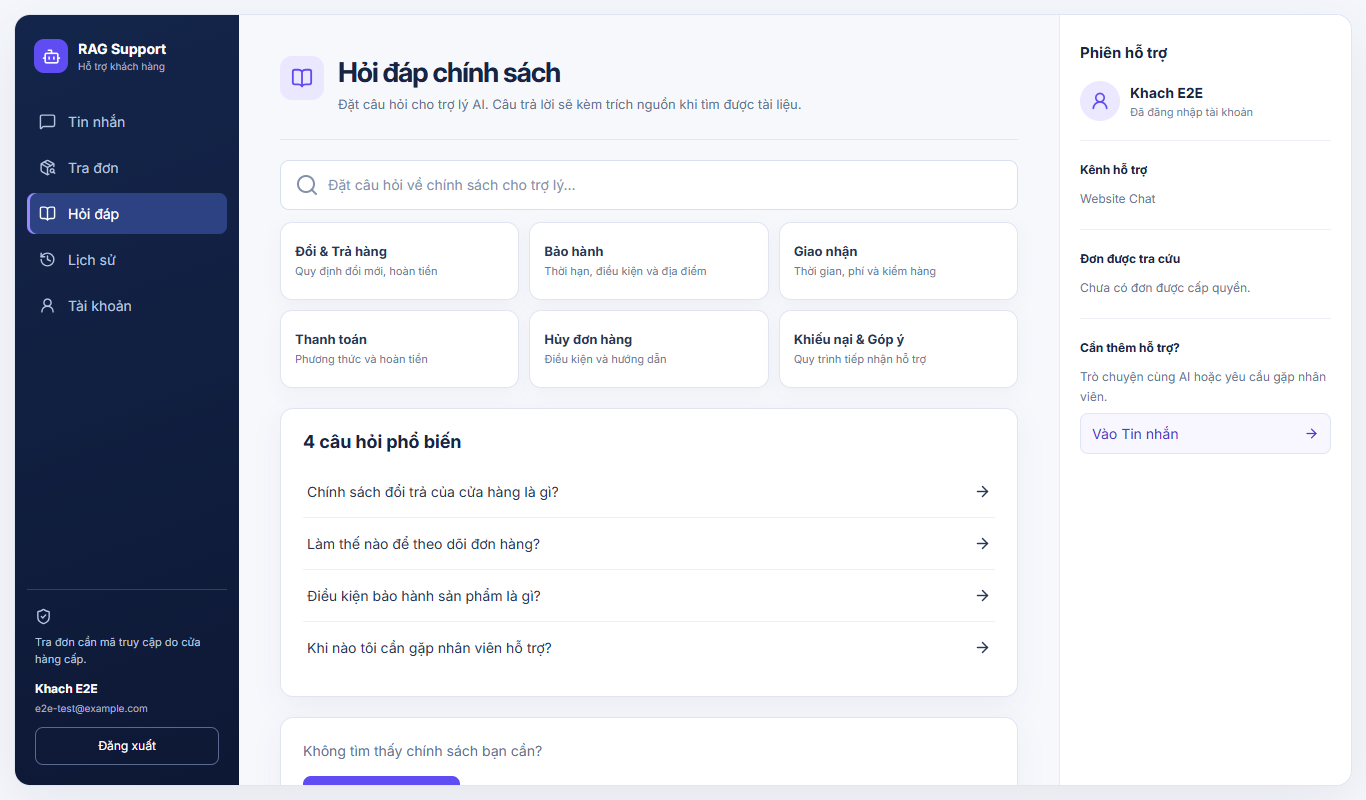 RAG Support
Hỗ trợ khách hàng
Tin nhắn
Tra đơn
Hỏi đáp
Lịch sử
Tài khoản
Tra đơn cần mã truy cập do cửa
hàng cấp.
Khach E2E
e2e-test@example.com
Đăng xuất
Hỏi đáp chính sách
Đặt câu hỏi cho trợ lý AI. Câu trả lời sẽ kèm trích nguồn khi tìm được tài liệu.
Đặt câu hỏi về chính sách cho trợ lý...
Đổi & Trả hàng
Quy định đổi mới, hoàn tiền
Bảo hành
Thời hạn, điều kiện và địa điểm
Giao nhận
Thời gian, phí và kiểm hàng
Thanh toán
Phương thức và hoàn tiền
Hủy đơn hàng
Điều kiện và hướng dẫn
Khiếu nại & Góp ý
Quy trình tiếp nhận hỗ trợ
4 câu hỏi phổ biến
Chính sách đổi trả của cửa hàng là gì?
Làm thế nào để theo dõi đơn hàng?
Điều kiện bảo hành sản phẩm là gì?
Khi nào tôi cần gặp nhân viên hỗ trợ?
Không tìm thấy chính sách bạn cần?
Phiên hỗ trợ
Khach E2E
Đã đăng nhập tài khoản
Kênh hỗ trợ
Website Chat
Đơn được tra cứu
Chưa có đơn được cấp quyền.
Cần thêm hỗ trợ?
Trò chuyện cùng AI hoặc yêu cầu gặp nhân
viên.
Vào Tin nhắn